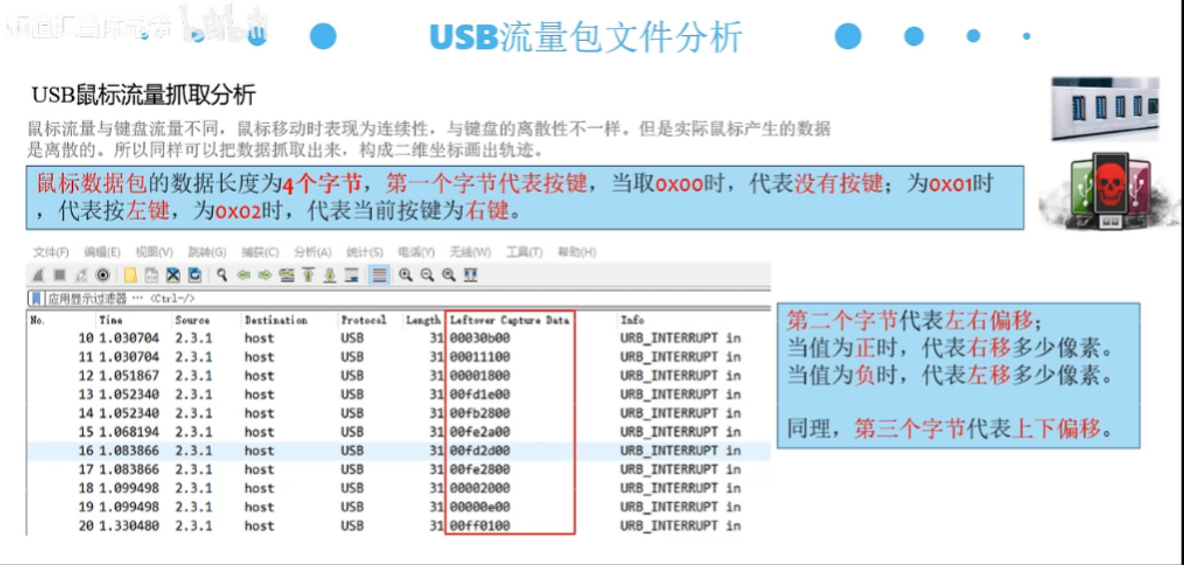 USB流量包文件分析
USB鼠标流量抓取分析
鼠标流量与键盘流量不同，鼠标移动时表现为连续性，与键盘的离散性不一样。但是实际鼠标产生的数据
是离散的。所以同样可以把数据抓取出来，构成二维坐标画出轨迹。
鼠标数据包的数据长度为4个字节，第一个字节代表按键，当取0x00时，代表没有按键；为0x01时
，代表按左键，为0x02时，代表当前按键为右键。
文件(F) 编辑(E) 视图(V) 跳转(G) 捕获(C) 分析(A) 统计(S) 电话(Y) 无线(W) 工具(T) 帮助(H)
应用显示过滤器 … <Ctrl-/>
No. Time Source Destination Protocol Length Leftover Capture Data Info
10 1.030704 2.3.1 host USB 31 00030b00 URB_INTERRUPT in
11 1.030704 2.3.1 host USB 31 00011100 URB_INTERRUPT in
12 1.051867 2.3.1 host USB 31 00001800 URB_INTERRUPT in
13 1.052340 2.3.1 host USB 31 00fd1e00 URB_INTERRUPT in
14 1.052340 2.3.1 host USB 31 00fb2800 URB_INTERRUPT in
15 1.068194 2.3.1 host USB 31 00fe2a00 URB_INTERRUPT in
16 1.083866 2.3.1 host USB 31 00fd2d00 URB_INTERRUPT in
17 1.083866 2.3.1 host USB 31 00fe2800 URB_INTERRUPT in
18 1.099498 2.3.1 host USB 31 00002000 URB_INTERRUPT in
19 1.099498 2.3.1 host USB 31 00000e00 URB_INTERRUPT in
20 1.330480 2.3.1 host USB 31 00ff0100 URB_INTERRUPT in
第二个字节代表左右偏移；
当值为正时，代表右移多少像素。
当值为负时，代表左移多少像素。
同理，第三个字节代表上下偏移。